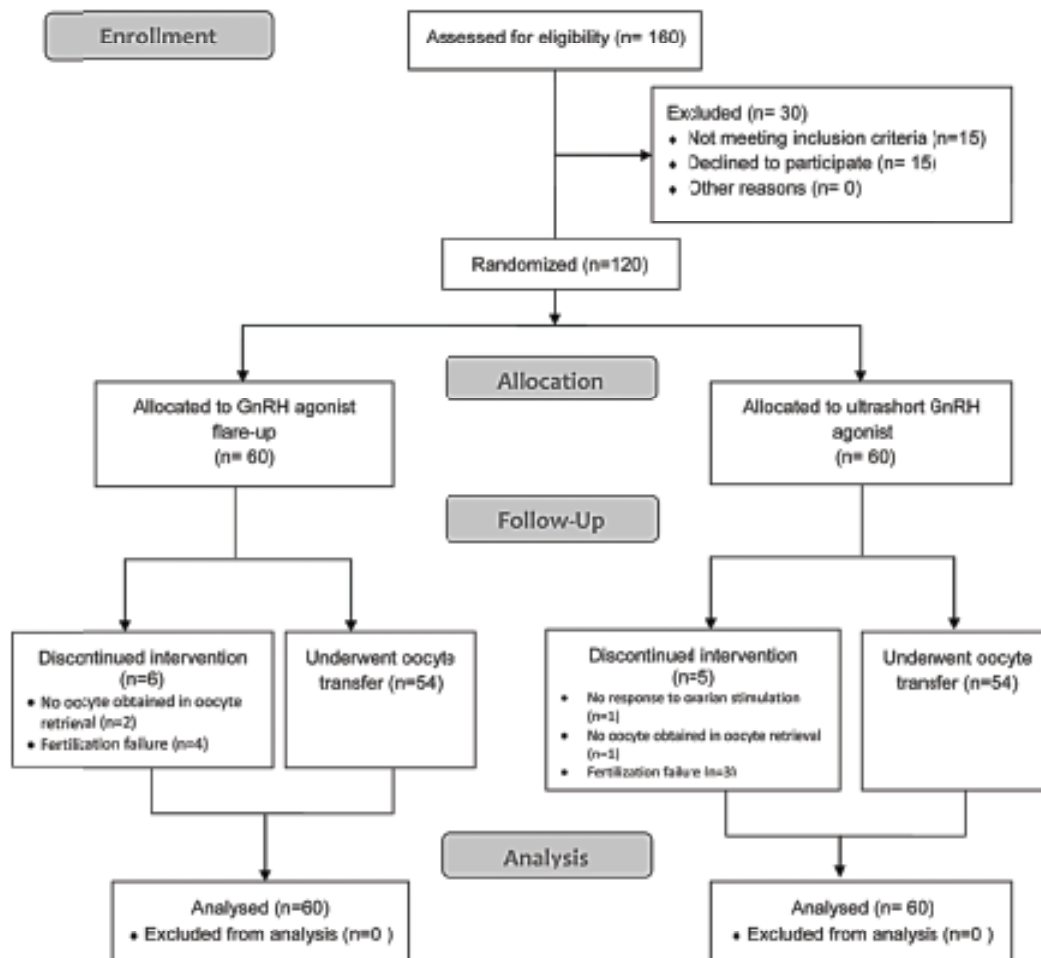 Enrollment
Assessed for eligibility (n= 160)
Excluded (n= 30)
♦ Not meeting inclusion criteria (n=15)
♦ Declined to participate (n= 15)
♦ Other reasons (n= 0)
Randomized (n=120)
Allocation
Allocated to GnRH agonist
flare-up
(n= 60)
Allocated to ultrashort GnRH
agonist
(n= 60)
Follow-Up
Discontinued intervention
(n=6)
• No oocyte obtained in oocyte
retrieval (n=2)
• Fertilization failure (n=4)
Underwent oocyte
transfer (n=54)
Discontinued intervention
(n=5)
• No response to ovarian stimulation
(n=1)
• No oocyte obtained in oocyte retrieval
(n=1)
• Fertilization failure (n=3)
Underwent oocyte
transfer (n=54)
Analysis
Analysed (n=60)
♦ Excluded from analysis (n=0 )
Analysed (n= 60)
♦ Excluded from analysis (n=0 )